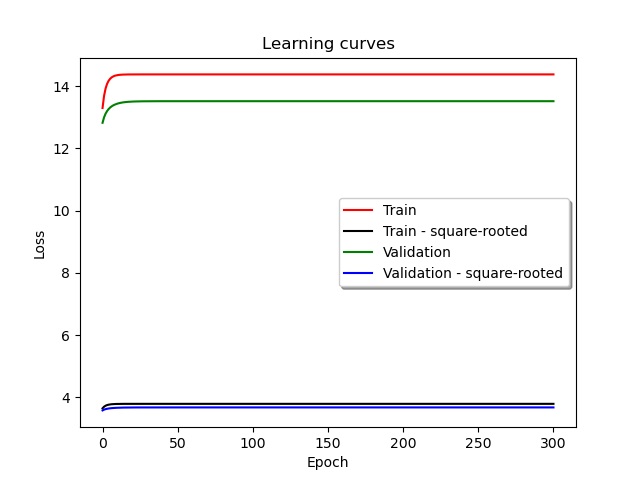 Learning curves
Loss
14
12
10
8
6
4
Train
Train - square-rooted
Validation
Validation - square-rooted
0 50 100 150 200 250 300
Epoch